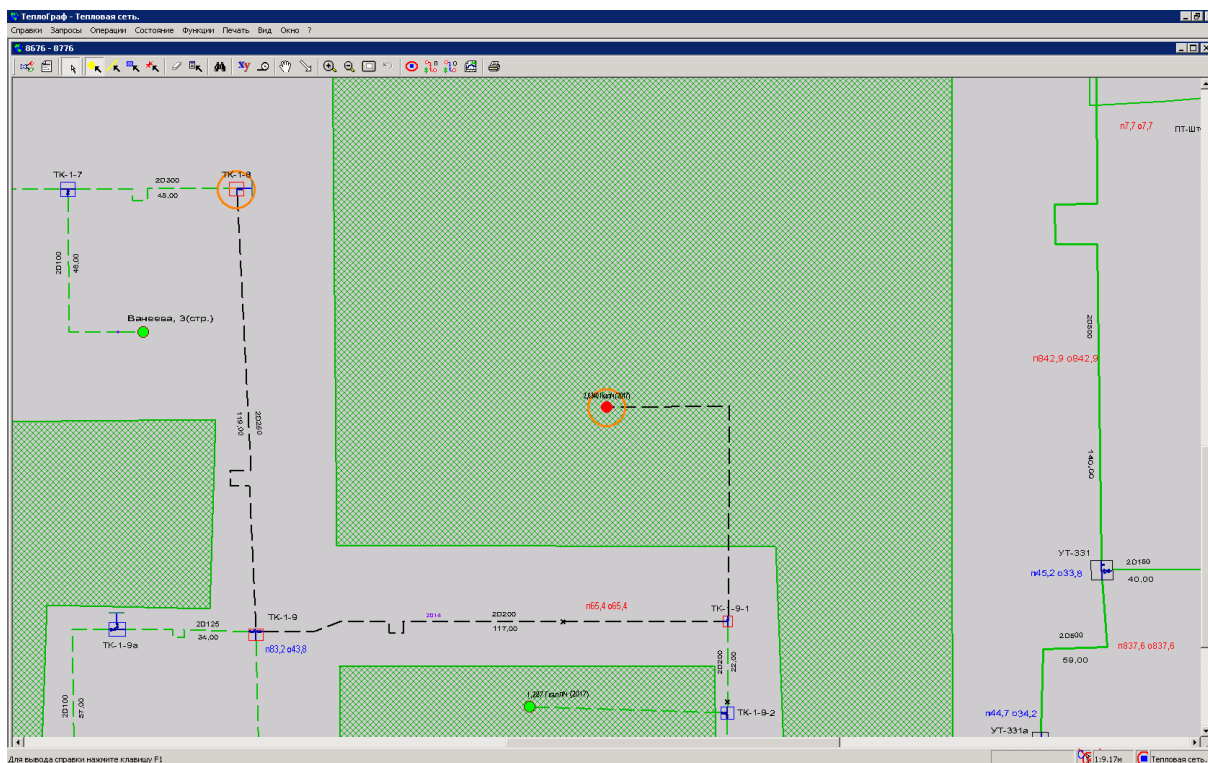 ТеплоГраф - Тепловая сеть.
Справки Запросы Операции Состояние Функции Печать Вид Окно ?
8676 - 8776
п7,7 о7,7
ПТ-Шт
ТК-1-7
2D300
48,00
ТК-1-8
2D100
46,00
Ванеева, 3(стр.)
2D500
п842,9 о842,9
2D250
119,00
140,00
УТ-331
2D150
40,00
п45,2 о33,8
п65,4 о65,4
ТК-1-9-1
ТК-1-9
2D125
34,00
2014
2D200
117,00
ТК-1-9а
п83,2 о43,8
2D500
59,00
п837,6 о837,6
2D200
22,00
2D100
57,00
ТК-1-9-2
п44,7 о34,2
УТ-331а
Для вывода справки нажмите клавишу F1
1:9.17м
Тепловая сеть.